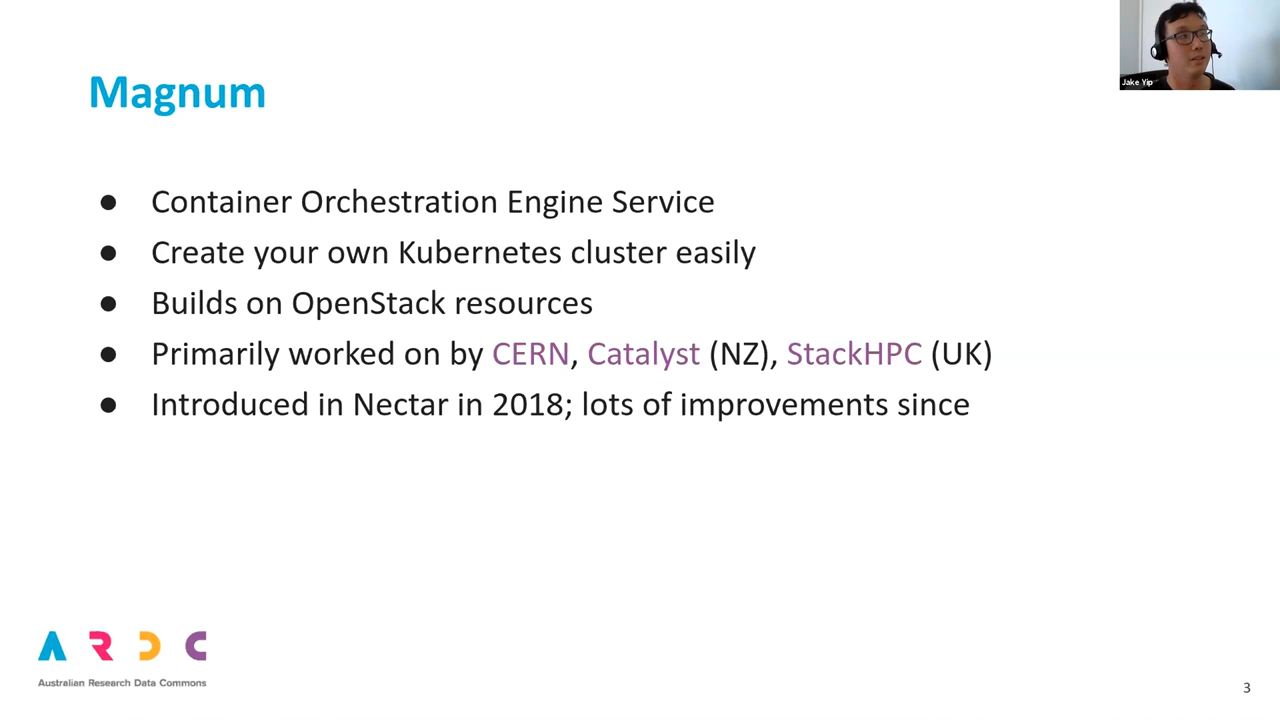 Jake Yip
Magnum
● Container Orchestration Engine Service
● Create your own Kubernetes cluster easily
● Builds on OpenStack resources
● Primarily worked on by CERN, Catalyst (NZ), StackHPC (UK)
● Introduced in Nectar in 2018; lots of improvements since
ARDC
Australian Research Data Commons
3